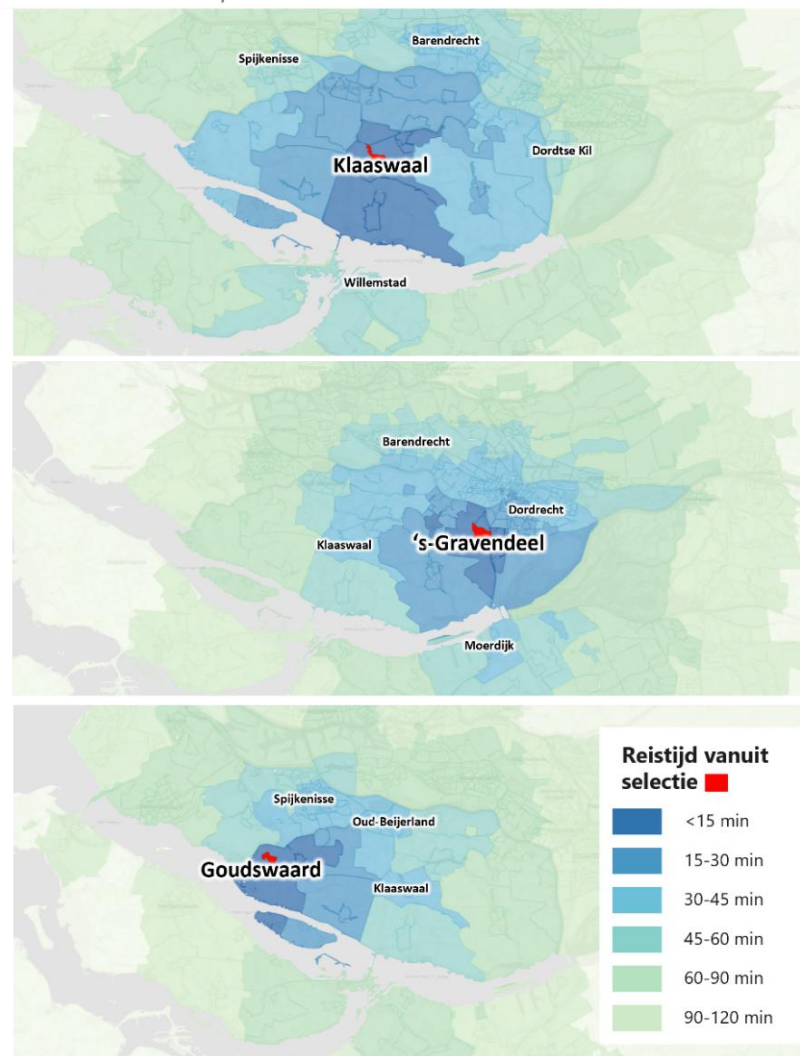 Barendrecht
Spijkenisse
Dordtse Kil
Klaaswaal
Willemstad
Barendrecht
Dordrecht
Klaaswaal
‘s-Gravendeel
Moerdijk
Spijkenisse
Oud-Beijerland
Goudswaard
Klaaswaal
Reistijd vanuit
selectie
<15 min
15-30 min
30-45 min
45-60 min
60-90 min
90-120 min